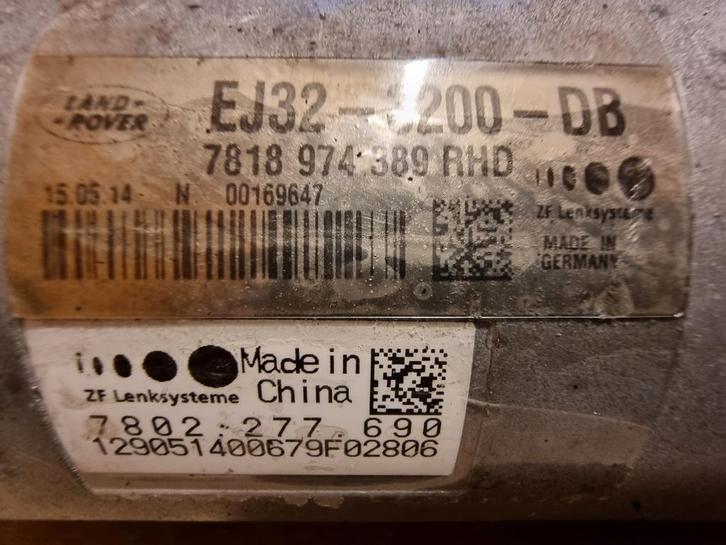 LAND-
-ROVER
EJ32-3200-DB
7818 974 389 RHD
15.05.14 N 00169647
ZF Lenksysteme
MADE IN
GERMANY
Made in
China
ZF Lenksysteme
7802 277 690
129051400679F02806